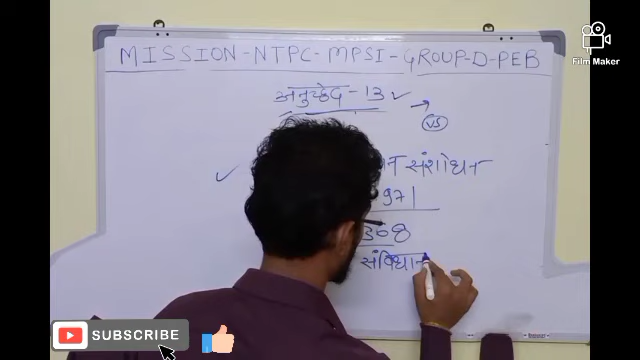 MISSION-NTPC-MPSI-GROUP-D-PEB
अनुच्छेद-13
VS
संशोधन
971
308
संविधान
SUBSCRIBE
Film Maker